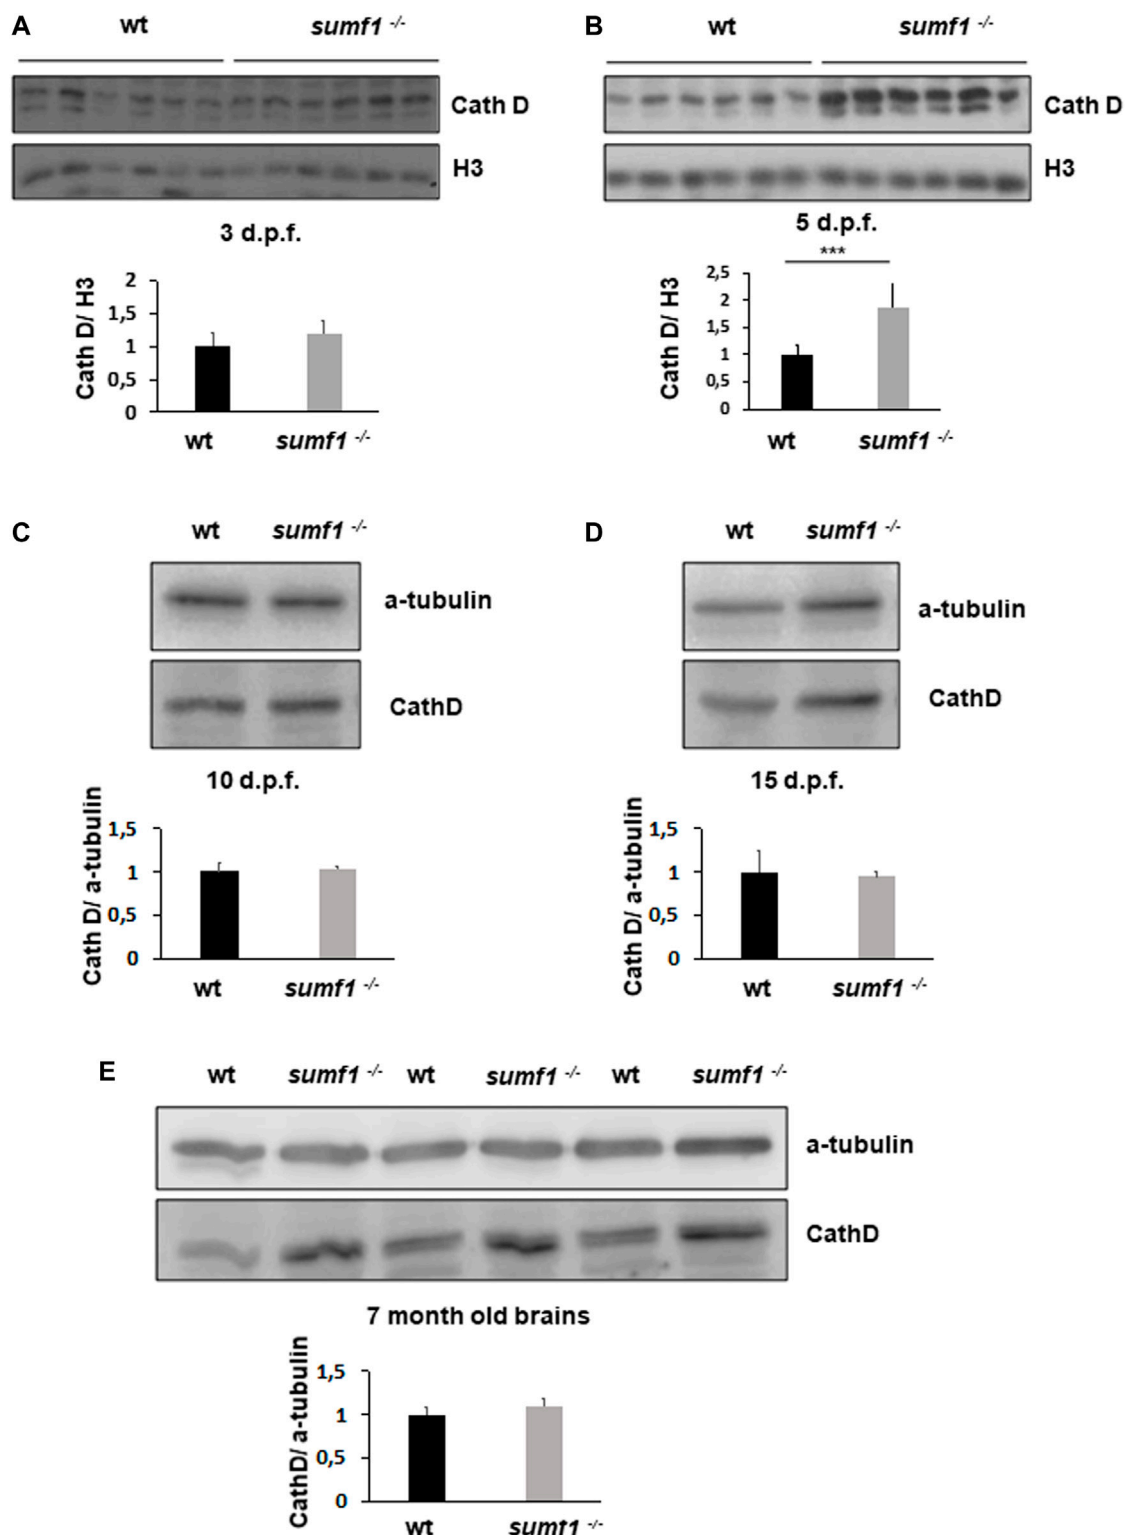 A
wt
sumf1 -/-
Cath D
H3
3 d.p.f.
Cath D/ H3
2
1,5
1
0,5
0
wt
sumf1 -/-
B
wt
sumf1 -/-
Cath D
H3
5 d.p.f.
***
Cath D/ H3
2,5
2
1,5
1
0,5
0
wt
sumf1 -/-
C
wt
sumf1 -/-
a-tubulin
CathD
10 d.p.f.
Cath D/ a-tubulin
1,5
1
0,5
0
wt
sumf1 -/-
D
wt
sumf1 -/-
a-tubulin
CathD
15 d.p.f.
Cath D/ a-tubulin
1,5
1
0,5
0
wt
sumf1 -/-
E
wt
sumf1 -/-
wt
sumf1 -/-
wt
sumf1 -/-
a-tubulin
CathD
7 month old brains
CathD/ a-tubulin
1,5
1
0,5
0
wt
sumf1 -/-